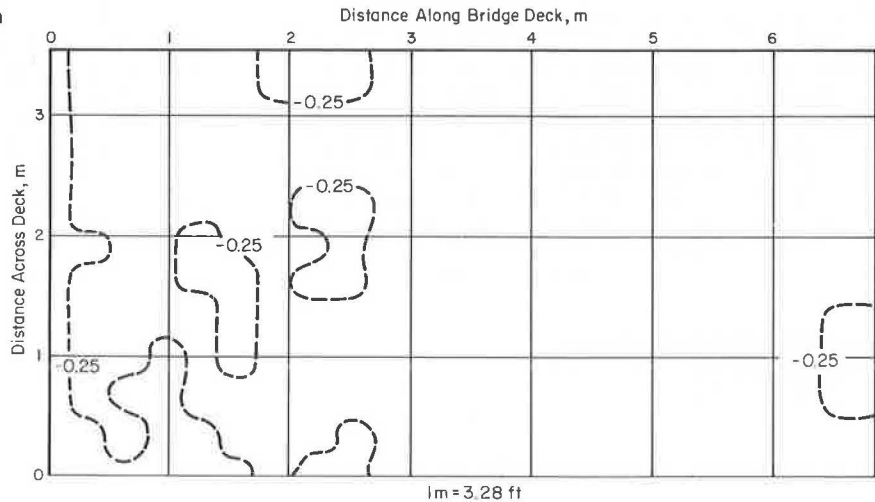 n
Distance Along Bridge Deck, m
0 1 2 3 4 5 6
Distance Across Deck, m
3
2
1
0
-0.25
-0.25
-0.25
-0.25
-0.25
1m = 3.28 ft